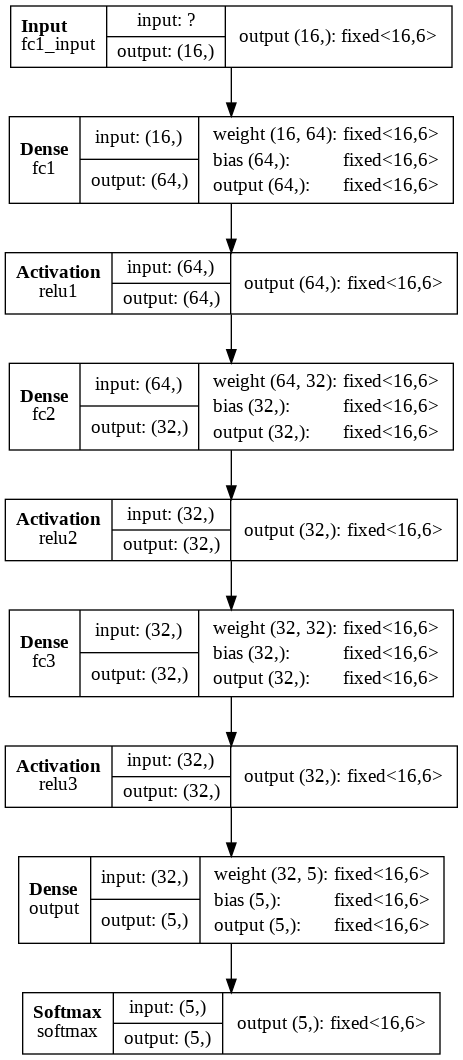 Input
fc1_input
input: ?
output: (16,)
output (16,): fixed<16,6>
Dense
fc1
input: (16,)
output: (64,)
weight (16, 64): fixed<16,6>
bias (64,): fixed<16,6>
output (64,): fixed<16,6>
Activation
relu1
input: (64,)
output: (64,)
output (64,): fixed<16,6>
Dense
fc2
input: (64,)
output: (32,)
weight (64, 32): fixed<16,6>
bias (32,): fixed<16,6>
output (32,): fixed<16,6>
Activation
relu2
input: (32,)
output: (32,)
output (32,): fixed<16,6>
Dense
fc3
input: (32,)
output: (32,)
weight (32, 32): fixed<16,6>
bias (32,): fixed<16,6>
output (32,): fixed<16,6>
Activation
relu3
input: (32,)
output: (32,)
output (32,): fixed<16,6>
Dense
output
input: (32,)
output: (5,)
weight (32, 5): fixed<16,6>
bias (5,): fixed<16,6>
output (5,): fixed<16,6>
Softmax
softmax
input: (5,)
output: (5,)
output (5,): fixed<16,6>